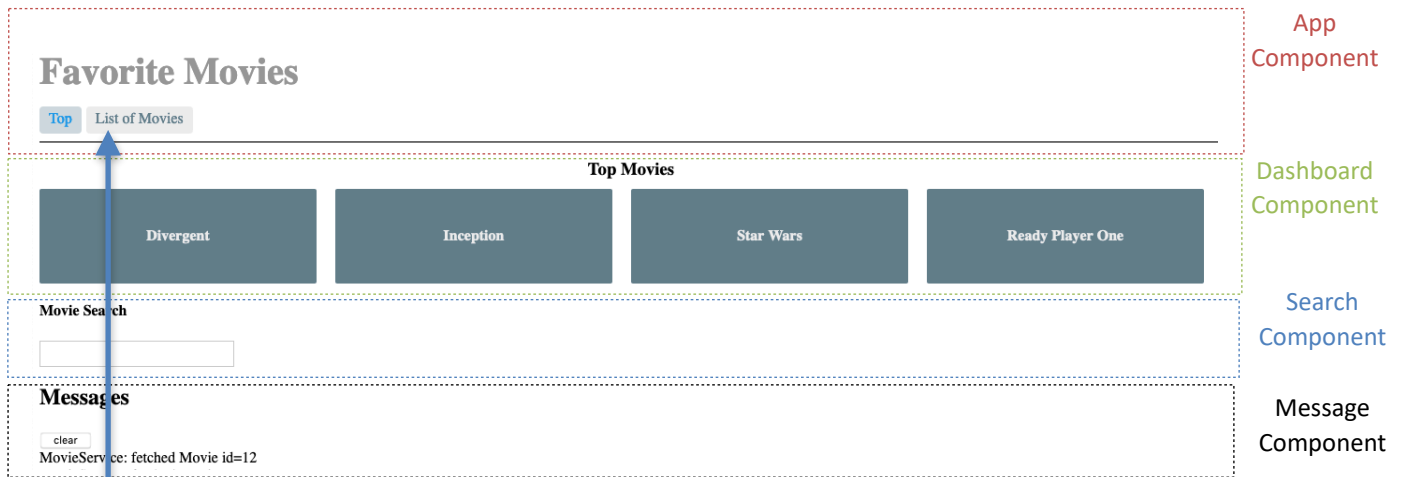 App
Component
Favorite Movies
Top List of Movies
Top Movies
Dashboard
Component
Divergent Inception Star Wars Ready Player One
Movie Search
Search
Component
Messages
Message
Component
clear
MovieService: fetched Movie id=12